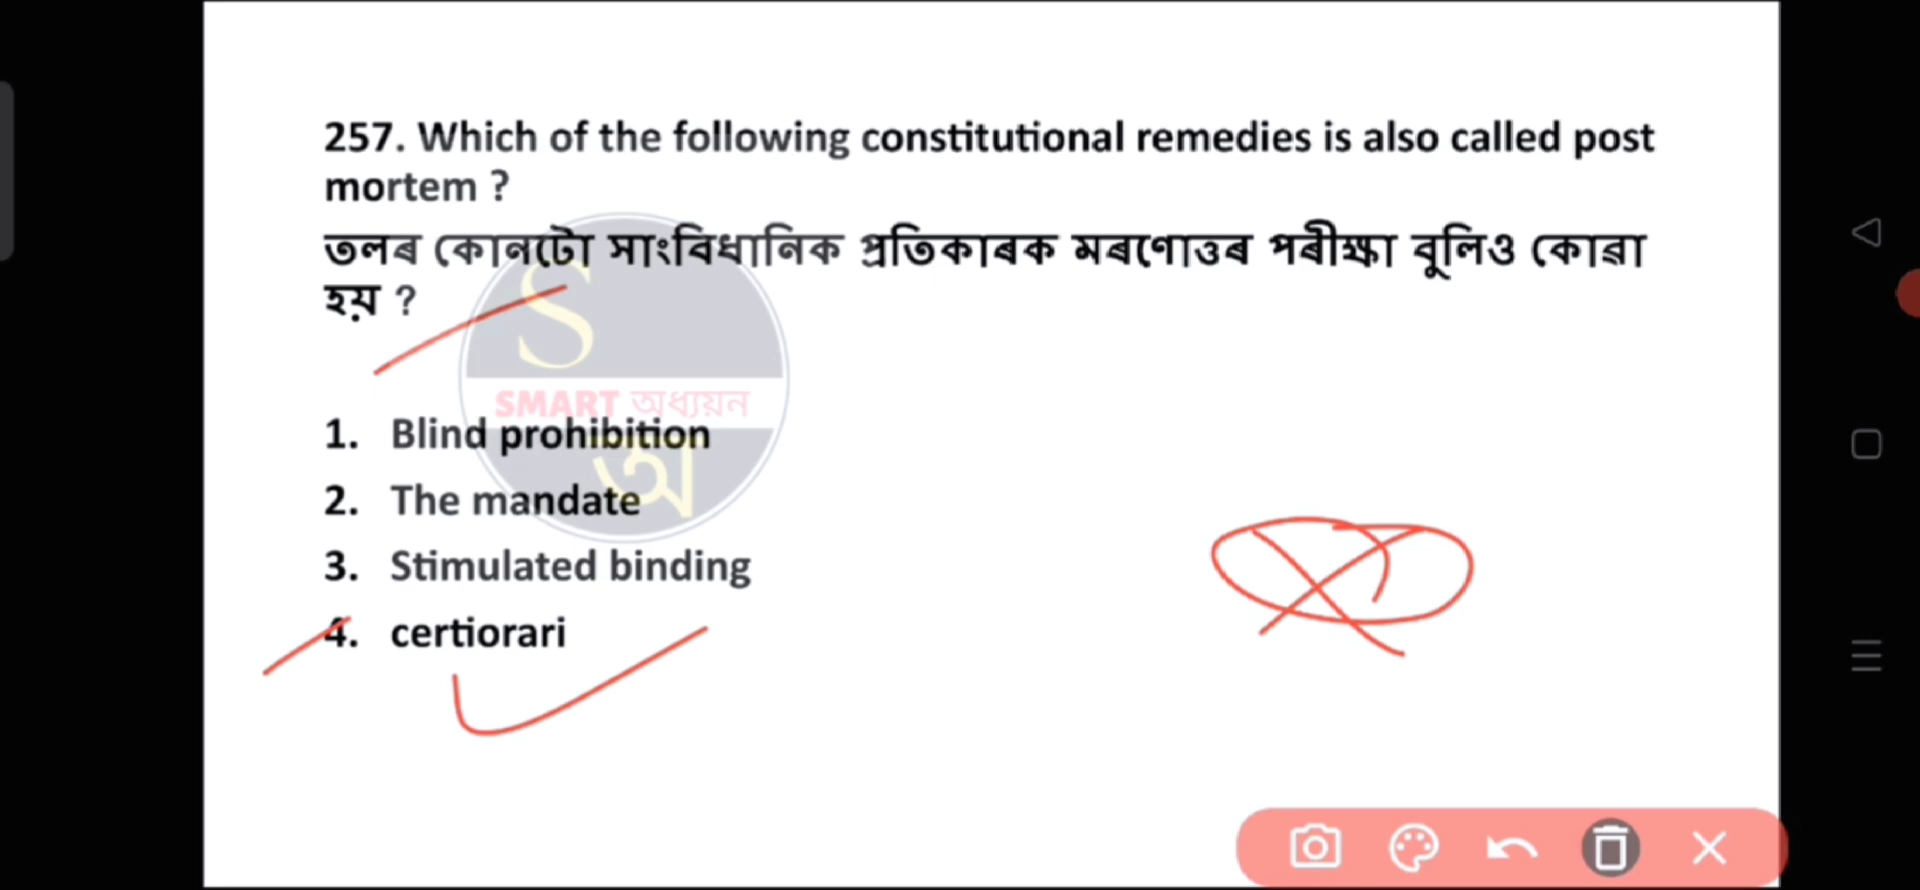 257. Which of the following constitutional remedies is also called post
mortem ?
তলৰ কোনটো সাংবিধানিক প্ৰতিকাৰক মৰণোত্তৰ পৰীক্ষা বুলিও কোৱা
হয় ?
S
SMART অধ্যয়ন
অ
1. Blind prohibition
2. The mandate
3. Stimulated binding
4. certiorari